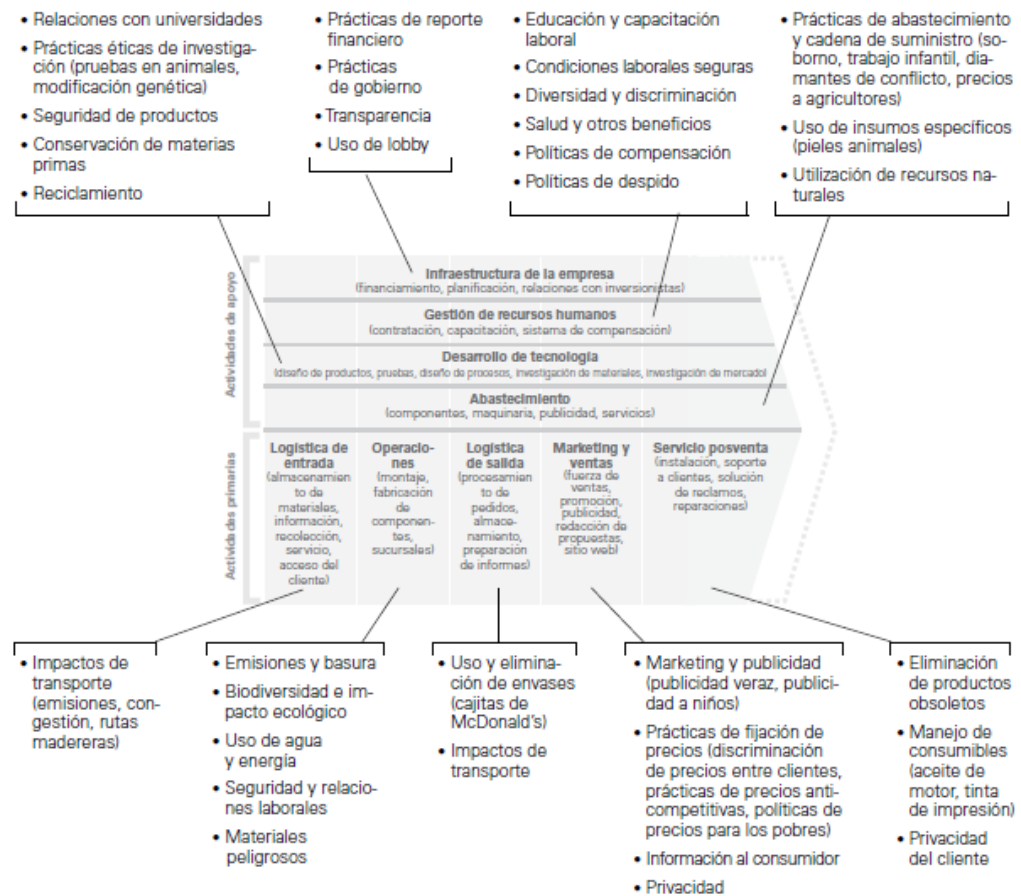 • Relaciones con universidades
• Prácticas éticas de investiga-
ción (pruebas en animales,
modificación genética)
• Seguridad de productos
• Conservación de materias
primas
• Reciclamiento
• Prácticas de reporte
financiero
• Prácticas
de gobierno
• Transparencia
• Uso de lobby
• Educación y capacitación
laboral
• Condiciones laborales seguras
• Diversidad y discriminación
• Salud y otros beneficios
• Políticas de compensación
• Políticas de despido
• Prácticas de abastecimiento
y cadena de suministro (so-
borno, trabajo infantil, dia-
mantes de conflicto, precios
a agricultores)
• Uso de insumos específicos
(pieles animales)
• Utilización de recursos na-
turales
Actividades de apoyo
Infraestructura de la empresa
(financiamiento, planificación, relaciones con inversionistas)
Gestión de recursos humanos
(contratación, capacitación, sistema de compensación)
Desarrollo de tecnología
(diseño de productos, pruebas, diseño de procesos, investigación de materiales, investigación de mercado)
Abastecimiento
(componentes, maquinaria, publicidad, servicios)
Actividades primarias
Logística de
entrada
(almacenamien
to de
materiales,
información,
recolección,
servicio,
acceso del
cliente)
Operacio-
nes
(montaje,
fabricación
de
componen-
tes,
sucursales)
Logística
de salida
(procesamien
to de
pedidos,
almace-
namiento,
preparación
de informes)
Marketing y
ventas
(fuerza de
ventas,
promoción,
publicidad,
redacción de
propuestas,
sitio web)
Servicio posventa
(instalación, soporte
a clientes, solución
de reclamos,
reparaciones)
• Impactos de
transporte
(emisiones, con-
gestión, rutas
madereras)
• Emisiones y basura
• Biodiversidad e im-
pacto ecológico
• Uso de agua
y energía
• Seguridad y relacio-
nes laborales
• Materiales
peligrosos
• Uso y elimina-
ción de envases
(cajitas de
McDonald's)
• Impactos de
transporte
• Marketing y publicidad
(publicidad veraz, publici-
dad a niños)
• Prácticas de fijación de
precios (discriminación
de precios entre clientes,
prácticas de precios anti-
competitivas, políticas de
precios para los pobres)
• Información al consumidor
• Privacidad
• Eliminación
de productos
obsoletos
• Manejo de
consumibles
(aceite de
motor, tinta
de impresión)
• Privacidad
del cliente